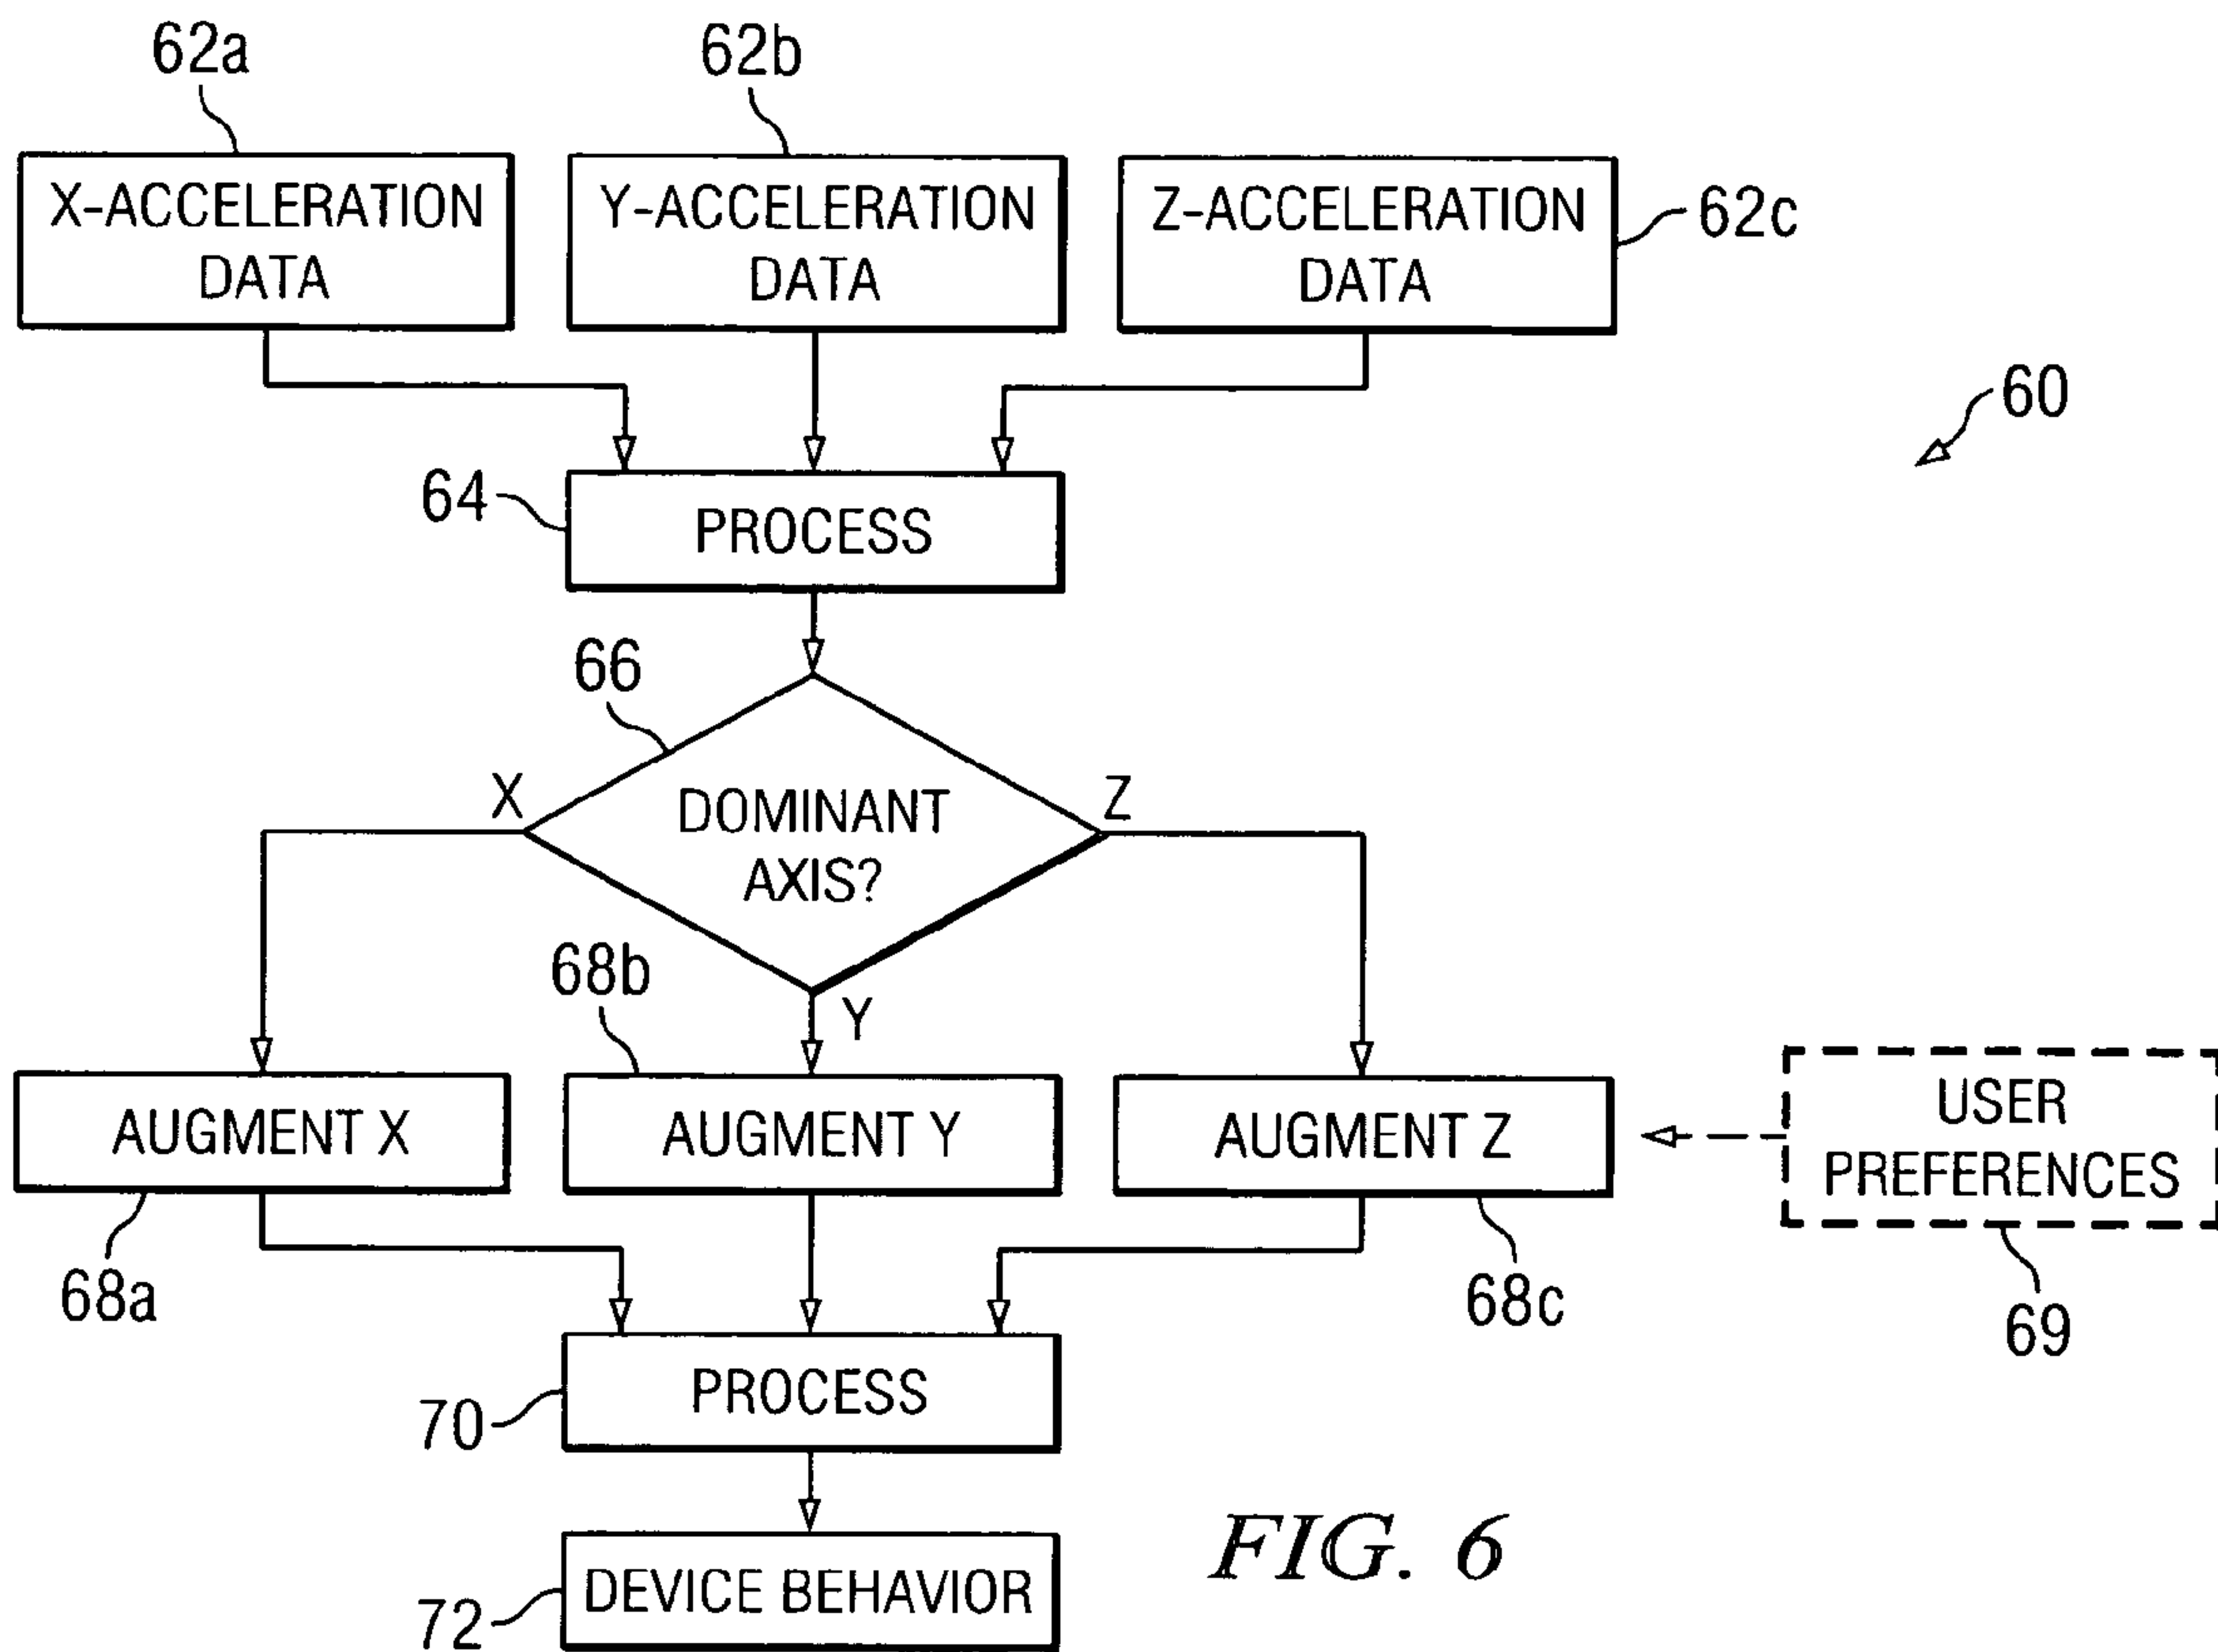 62a
62b
X-ACCELERATION
DATA
Y-ACCELERATION
DATA
Z-ACCELERATION
DATA
62c
60
64
PROCESS
66
X
DOMINANT
AXIS?
Z
Y
68b
AUGMENT X
AUGMENT Y
AUGMENT Z
USER
PREFERENCES
68a
68c
69
70
PROCESS
72
DEVICE BEHAVIOR
FIG. 6